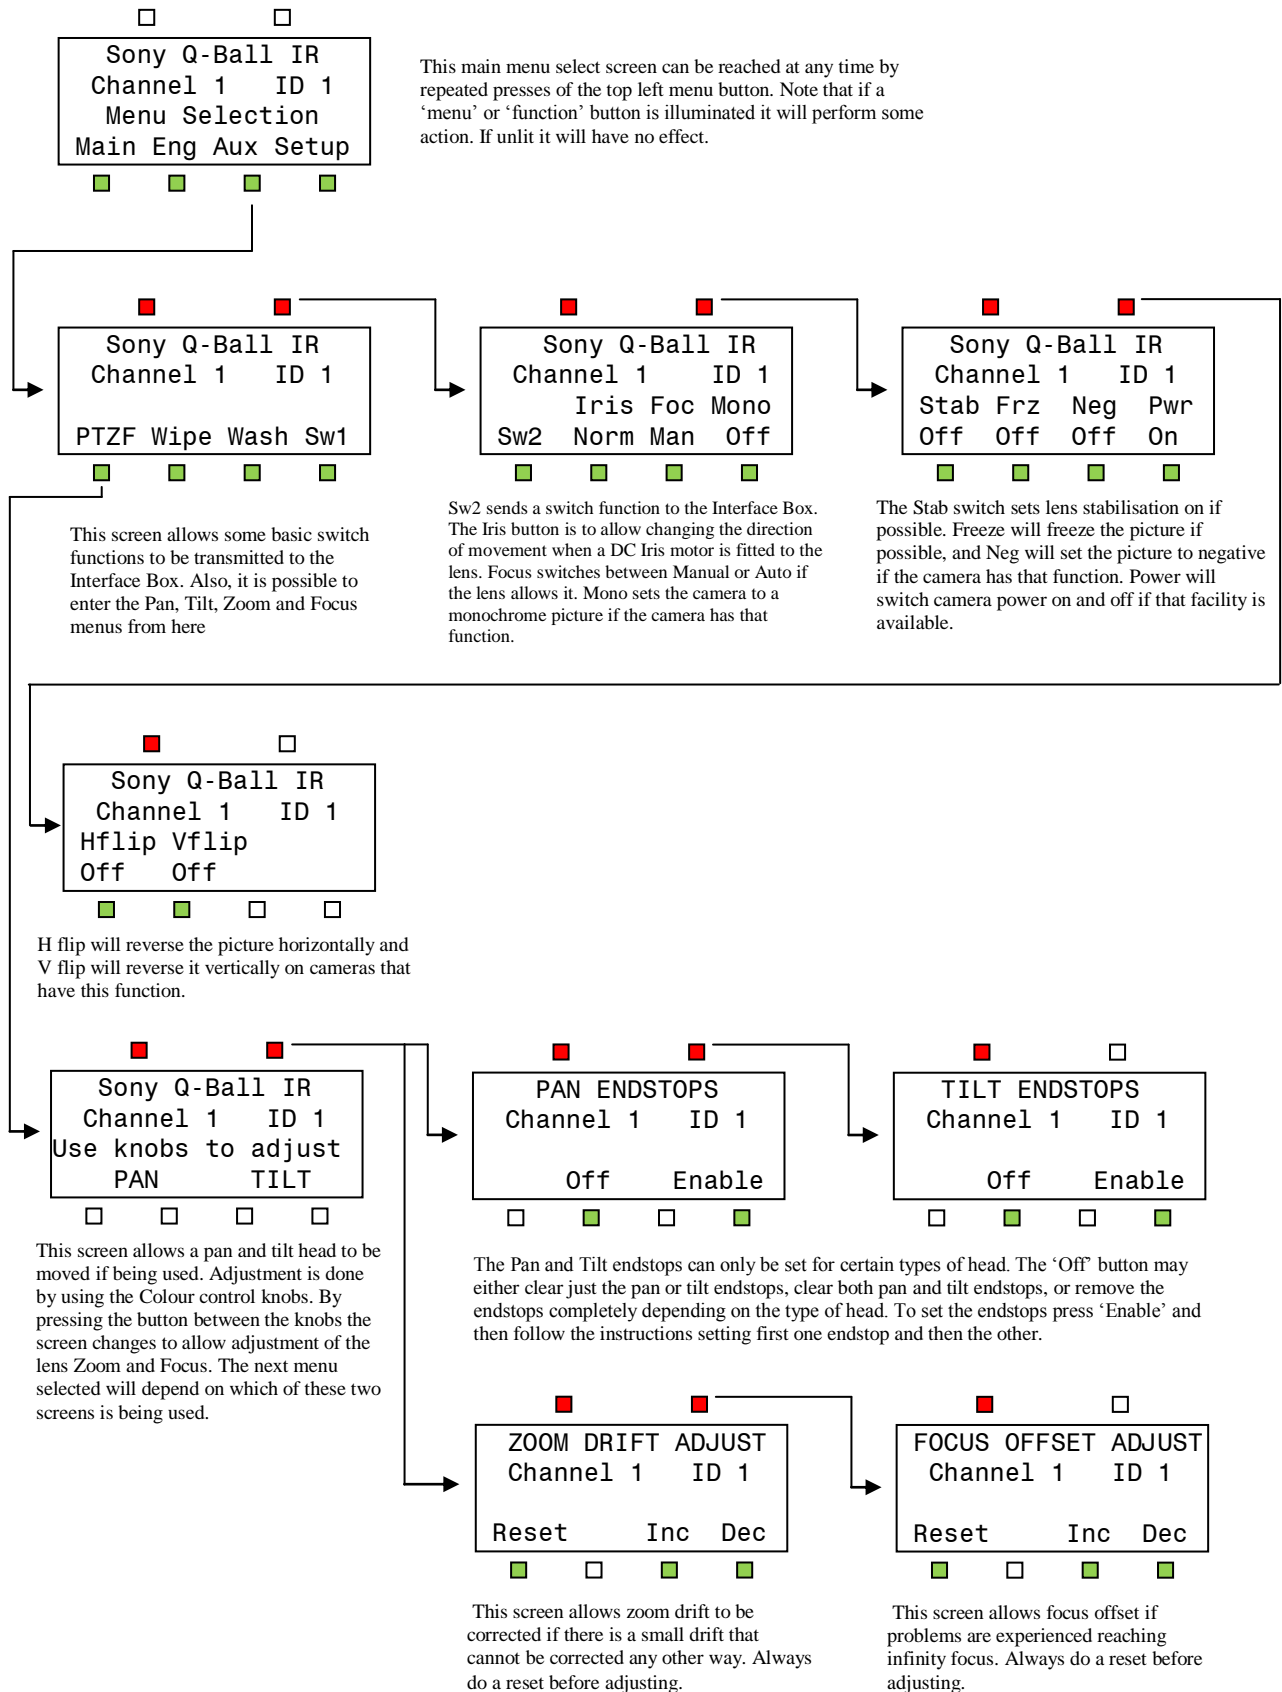 Sony Q-Ball IR
Channel 1 ID 1
Menu Selection
Main Eng Aux Setup
This main menu select screen can be reached at any time by
repeated presses of the top left menu button. Note that if a
‘menu’ or ‘function’ button is illuminated it will perform some
action. If unlit it will have no effect.
Sony Q-Ball IR
Channel 1 ID 1
PTZF Wipe Wash Sw1
This screen allows some basic switch
functions to be transmitted to the
Interface Box. Also, it is possible to
enter the Pan, Tilt, Zoom and Focus
menus from here
Sony Q-Ball IR
Channel 1 ID 1
Iris Foc Mono
Sw2 Norm Man Off
Sw2 sends a switch function to the Interface Box.
The Iris button is to allow changing the direction
of movement when a DC Iris motor is fitted to the
lens. Focus switches between Manual or Auto if
the lens allows it. Mono sets the camera to a
monochrome picture if the camera has that
function.
Sony Q-Ball IR
Channel 1 ID 1
Stab Frz Neg Pwr
Off Off Off On
The Stab switch sets lens stabilisation on if
possible. Freeze will freeze the picture if
possible, and Neg will set the picture to negative
if the camera has that function. Power will
switch camera power on and off if that facility is
available.
Sony Q-Ball IR
Channel 1 ID 1
Hflip Vflip
Off Off
H flip will reverse the picture horizontally and
V flip will reverse it vertically on cameras that
have this function.
Sony Q-Ball IR
Channel 1 ID 1
Use knobs to adjust
PAN TILT
This screen allows a pan and tilt head to be
moved if being used. Adjustment is done
by using the Colour control knobs. By
pressing the button between the knobs the
screen changes to allow adjustment of the
lens Zoom and Focus. The next menu
selected will depend on which of these two
screens is being used.
PAN ENDSTOPS
Channel 1 ID 1
Off Enable
TILT ENDSTOPS
Channel 1 ID 1
Off Enable
The Pan and Tilt endstops can only be set for certain types of head. The ‘Off’ button may
either clear just the pan or tilt endstops, clear both pan and tilt endstops, or remove the
endstops completely depending on the type of head. To set the endstops press ‘Enable’ and
then follow the instructions setting first one endstop and then the other.
ZOOM DRIFT ADJUST
Channel 1 ID 1
Reset Inc Dec
This screen allows zoom drift to be
corrected if there is a small drift that
cannot be corrected any other way. Always
do a reset before adjusting.
FOCUS OFFSET ADJUST
Channel 1 ID 1
Reset Inc Dec
This screen allows focus offset if
problems are experienced reaching
infinity focus. Always do a reset before
adjusting.